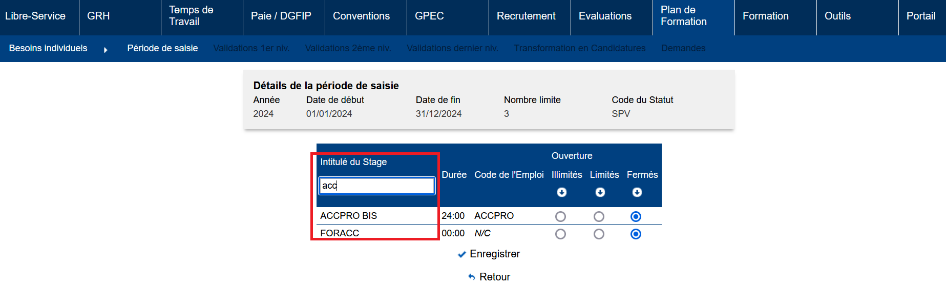 Libre-Service GRH Temps de Travail Paie / DGFIP Conventions GPEC Recrutement Evaluations Plan de Formation Formation Outils Portail
Besoins individuels Période de saisie Validations 1er niv. Validations 2ème niv. Validations dernier niv. Transformation en Candidatures Demandes
Détails de la période de saisie
Année Date de début Date de fin Nombre limite Code du Statut
2024 01/01/2024 31/12/2024 3 SPV
Intitulé du Stage Ouverture
Durée Code de l'Emploi Illimités Limités Fermés
acc
ACCPRO BIS 24:00 ACCPRO
FORACC 00:00 N/C
Enregistrer
Retour